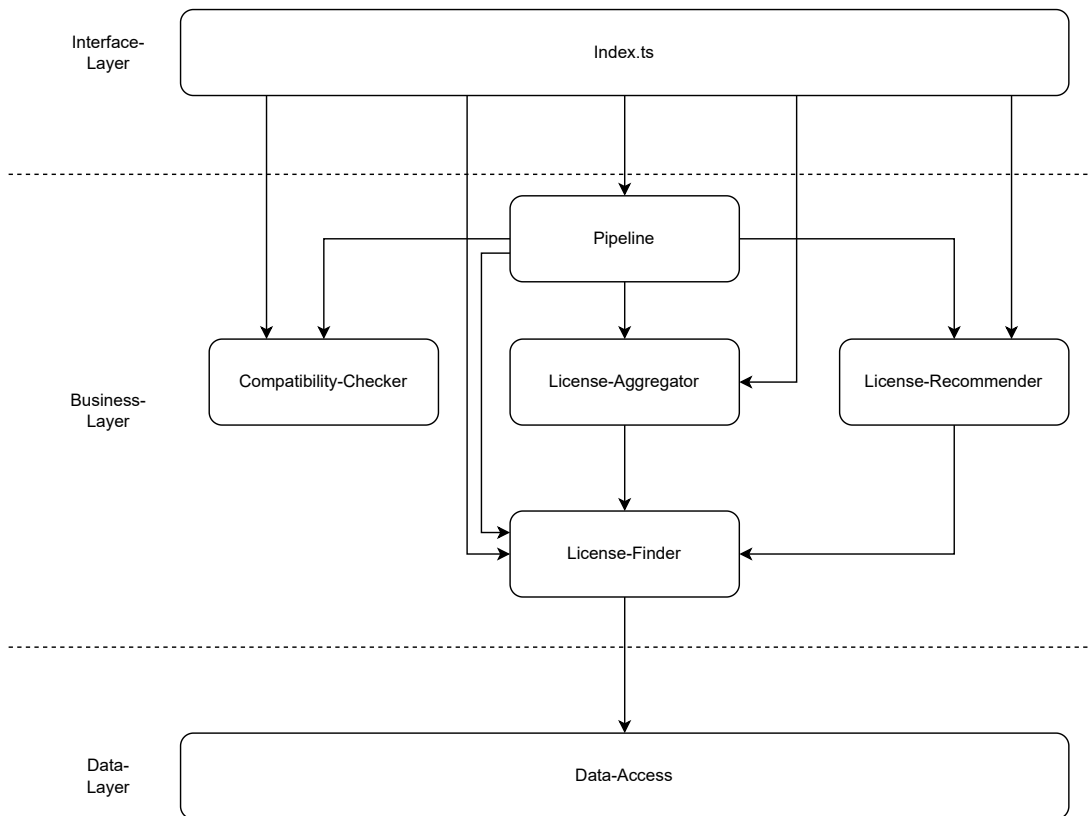 Interface-
Layer
Index.ts
Pipeline
Compatibility-Checker
License-Aggregator
License-Recommender
Business-
Layer
License-Finder
Data-
Layer
Data-Access